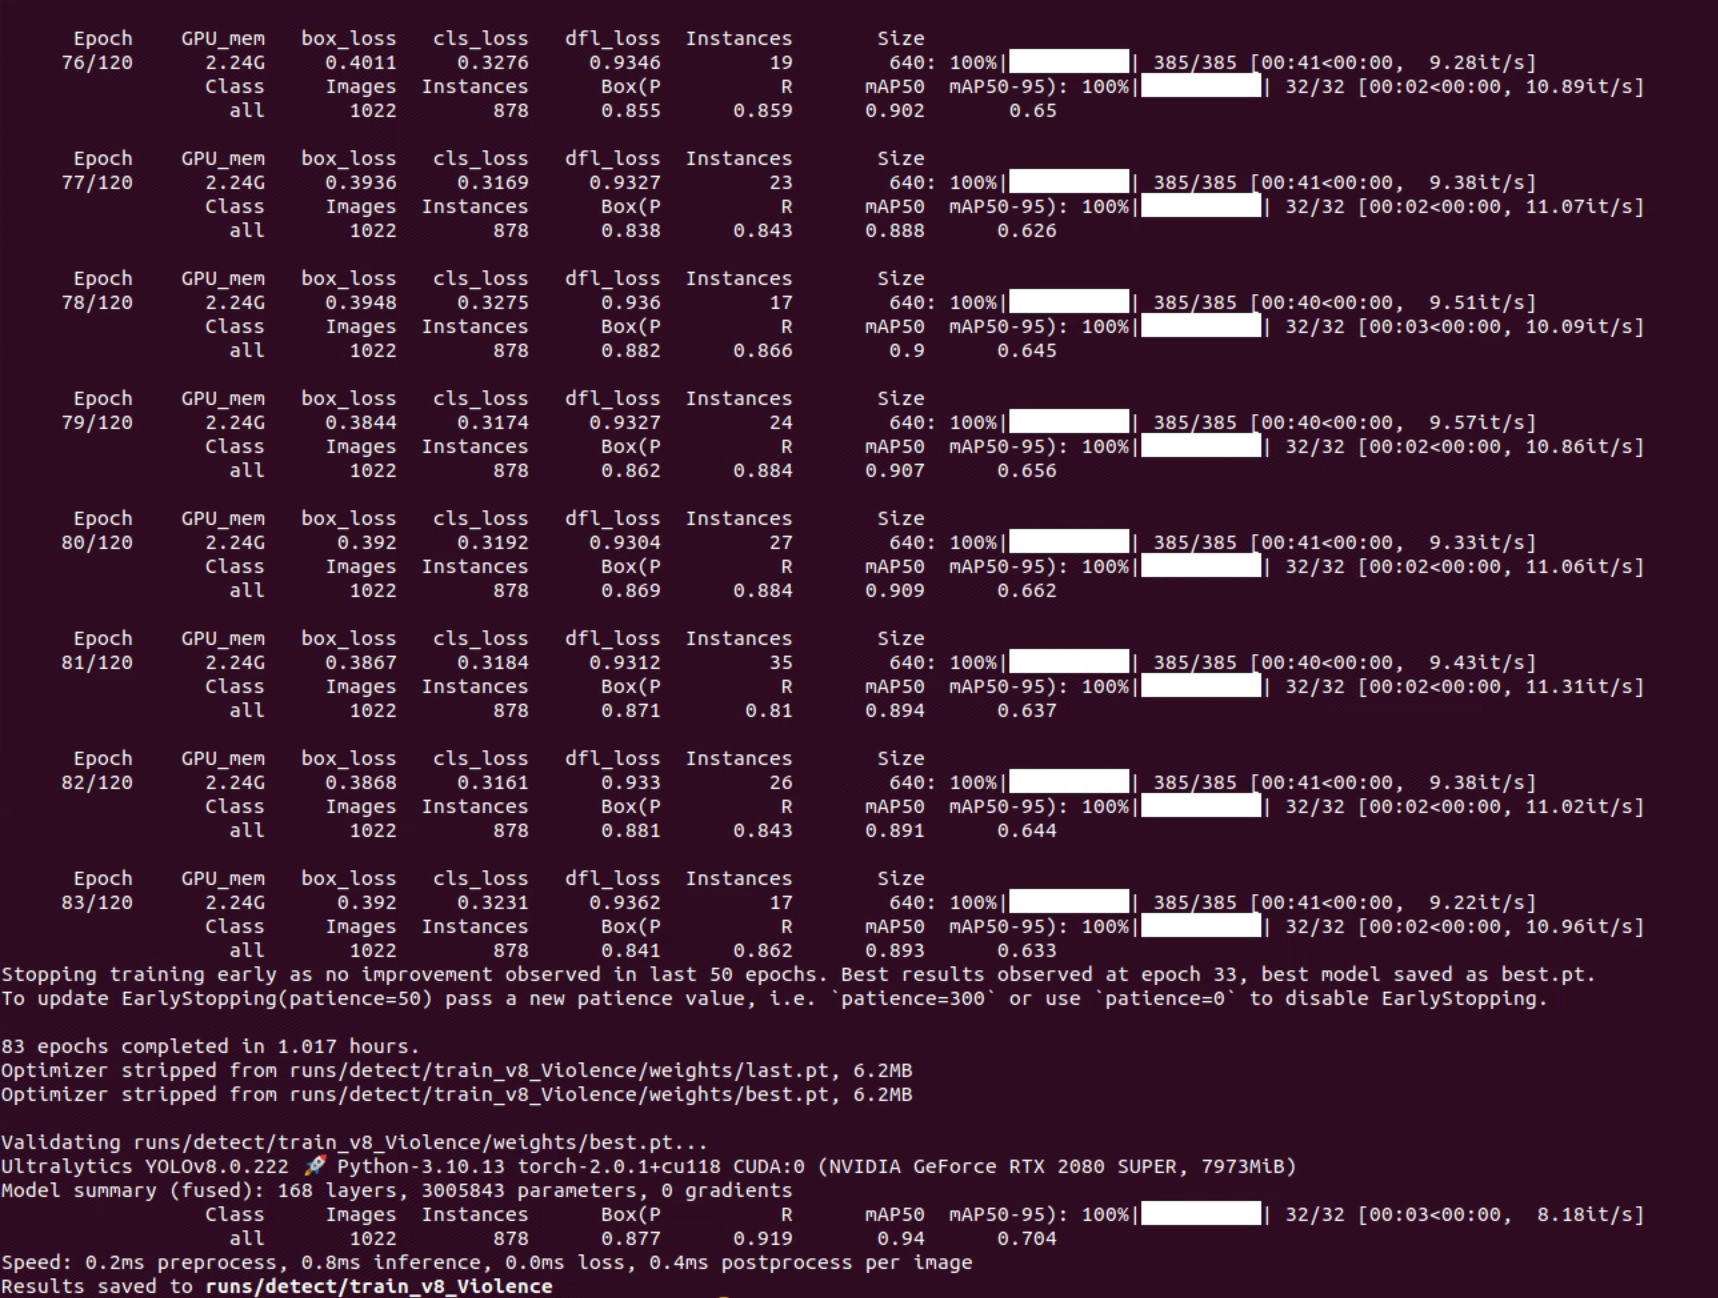 Epoch GPU_mem box_loss cls_loss dfl_loss Instances Size
76/120 2.24G 0.4011 0.3276 0.9346 19 640: 100%| | 385/385 [00:41<00:00, 9.28it/s]
Class Images Instances Box(P R mAP50 mAP50-95): 100%| | 32/32 [00:02<00:00, 10.89it/s]
all 1022 878 0.855 0.859 0.902 0.65
Epoch GPU_mem box_loss cls_loss dfl_loss Instances Size
77/120 2.24G 0.3936 0.3169 0.9327 23 640: 100%| | 385/385 [00:41<00:00, 9.38it/s]
Class Images Instances Box(P R mAP50 mAP50-95): 100%| | 32/32 [00:02<00:00, 11.07it/s]
all 1022 878 0.838 0.843 0.888 0.626
Epoch GPU_mem box_loss cls_loss dfl_loss Instances Size
78/120 2.24G 0.3948 0.3275 0.936 17 640: 100%| | 385/385 [00:40<00:00, 9.51it/s]
Class Images Instances Box(P R mAP50 mAP50-95): 100%| | 32/32 [00:03<00:00, 10.09it/s]
all 1022 878 0.882 0.866 0.9 0.645
Epoch GPU_mem box_loss cls_loss dfl_loss Instances Size
79/120 2.24G 0.3844 0.3174 0.9327 24 640: 100%| | 385/385 [00:40<00:00, 9.57it/s]
Class Images Instances Box(P R mAP50 mAP50-95): 100%| | 32/32 [00:02<00:00, 10.86it/s]
all 1022 878 0.862 0.884 0.907 0.656
Epoch GPU_mem box_loss cls_loss dfl_loss Instances Size
80/120 2.24G 0.392 0.3192 0.9304 27 640: 100%| | 385/385 [00:41<00:00, 9.33it/s]
Class Images Instances Box(P R mAP50 mAP50-95): 100%| | 32/32 [00:02<00:00, 11.06it/s]
all 1022 878 0.869 0.884 0.909 0.662
Epoch GPU_mem box_loss cls_loss dfl_loss Instances Size
81/120 2.24G 0.3867 0.3184 0.9312 35 640: 100%| | 385/385 [00:40<00:00, 9.43it/s]
Class Images Instances Box(P R mAP50 mAP50-95): 100%| | 32/32 [00:02<00:00, 11.31it/s]
all 1022 878 0.871 0.81 0.894 0.637
Epoch GPU_mem box_loss cls_loss dfl_loss Instances Size
82/120 2.24G 0.3868 0.3161 0.933 26 640: 100%| | 385/385 [00:41<00:00, 9.38it/s]
Class Images Instances Box(P R mAP50 mAP50-95): 100%| | 32/32 [00:02<00:00, 11.02it/s]
all 1022 878 0.881 0.843 0.891 0.644
Epoch GPU_mem box_loss cls_loss dfl_loss Instances Size
83/120 2.24G 0.392 0.3231 0.9362 17 640: 100%| | 385/385 [00:41<00:00, 9.22it/s]
Class Images Instances Box(P R mAP50 mAP50-95): 100%| | 32/32 [00:02<00:00, 10.96it/s]
all 1022 878 0.841 0.862 0.893 0.633
Stopping training early as no improvement observed in last 50 epochs. Best results observed at epoch 33, best model saved as best.pt.
To update EarlyStopping(patience=50) pass a new patience value, i.e. `patience=300` or use `patience=0` to disable EarlyStopping.
83 epochs completed in 1.017 hours.
Optimizer stripped from runs/detect/train_v8_Violence/weights/last.pt, 6.2MB
Optimizer stripped from runs/detect/train_v8_Violence/weights/best.pt, 6.2MB
Validating runs/detect/train_v8_Violence/weights/best.pt...
Ultralytics YOLOv8.0.222 🚀 Python-3.10.13 torch-2.0.1+cu118 CUDA:0 (NVIDIA GeForce RTX 2080 SUPER, 7973MiB)
Model summary (fused): 168 layers, 3005843 parameters, 0 gradients
Class Images Instances Box(P R mAP50 mAP50-95): 100%| | 32/32 [00:03<00:00, 8.18it/s]
all 1022 878 0.877 0.919 0.94 0.704
Speed: 0.2ms preprocess, 0.8ms inference, 0.0ms loss, 0.4ms postprocess per image
Results saved to runs/detect/train_v8_Violence